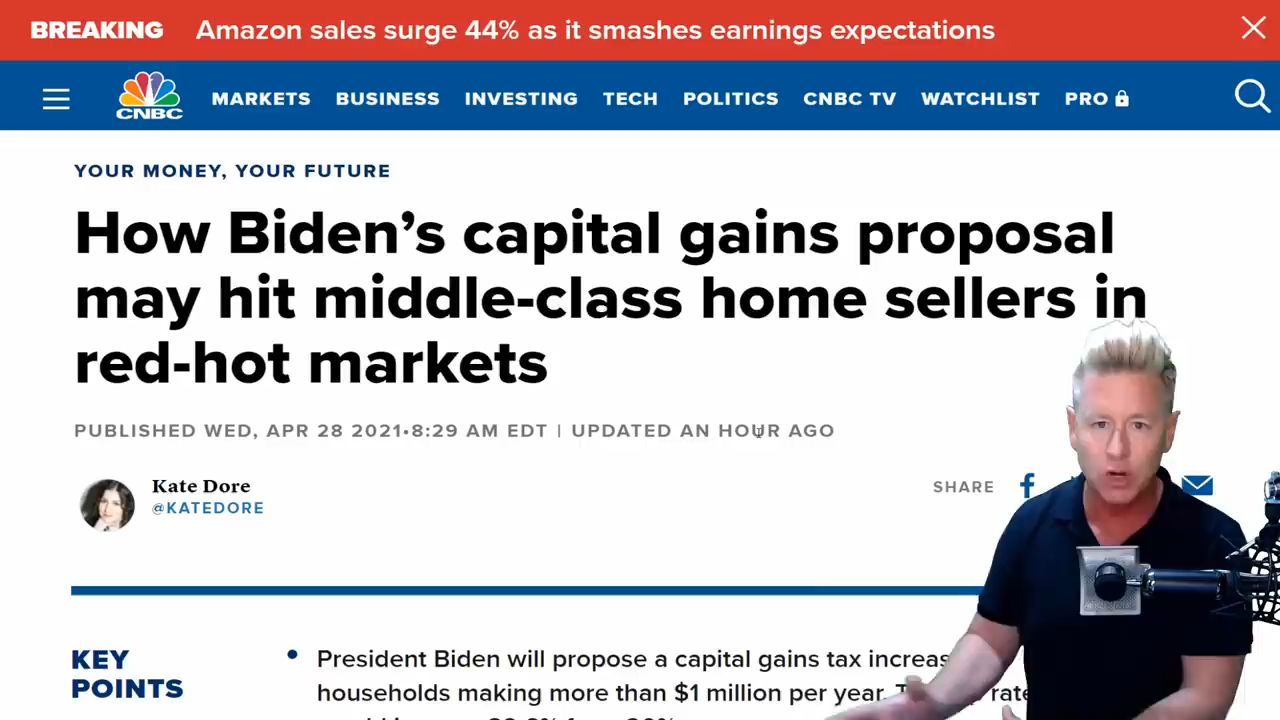 BREAKING Amazon sales surge 44% as it smashes earnings expectations
CNBC MARKETS BUSINESS INVESTING TECH POLITICS CNBC TV WATCHLIST PRO
YOUR MONEY, YOUR FUTURE
How Biden’s capital gains proposal
may hit middle-class home sellers in
red-hot markets
PUBLISHED WED, APR 28 2021•8:29 AM EDT | UPDATED AN HOUR AGO
Kate Dore
@KATEDORE
SHARE
KEY
POINTS
• President Biden will propose a capital gains tax
households making more than $1 million per year.